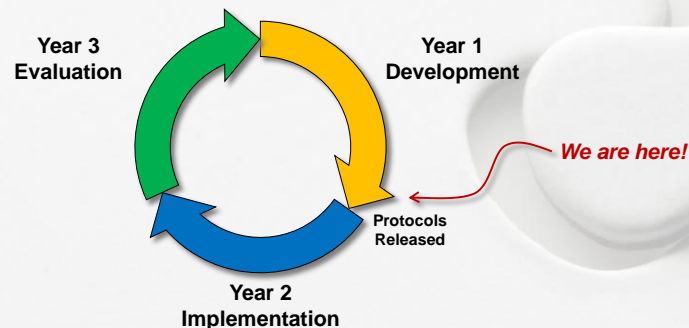 Year 3
Evaluation
Year 1
Development
We are here!
Protocols
Released
Year 2
Implementation